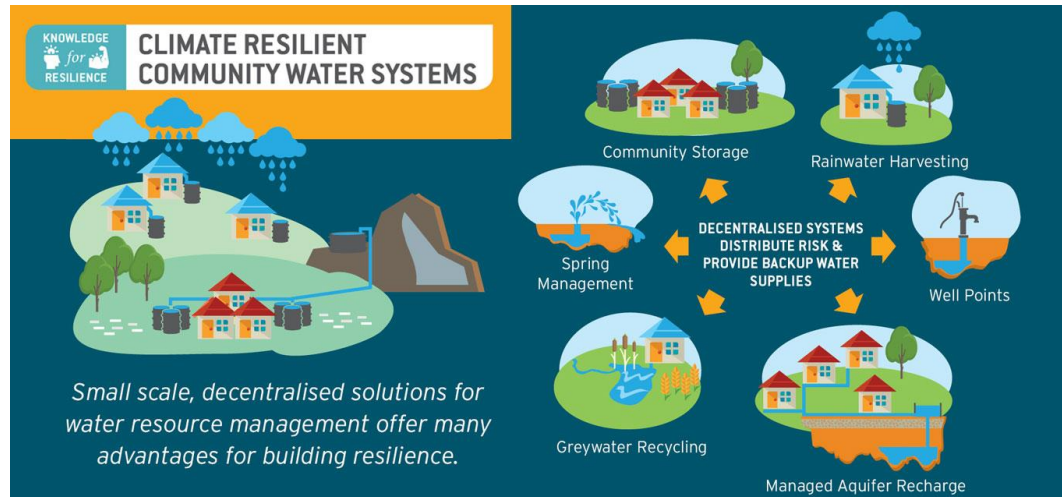 KNOWLEDGE
for
RESILIENCE
CLIMATE RESILIENT
COMMUNITY WATER SYSTEMS
Small scale, decentralised solutions for
water resource management offer many
advantages for building resilience.
Community Storage
Rainwater Harvesting
DECENTRALISED SYSTEMS
DISTRIBUTE RISK &
PROVIDE BACKUP WATER
SUPPLIES
Spring
Management
Well Points
Greywater Recycling
Managed Aquifer Recharge